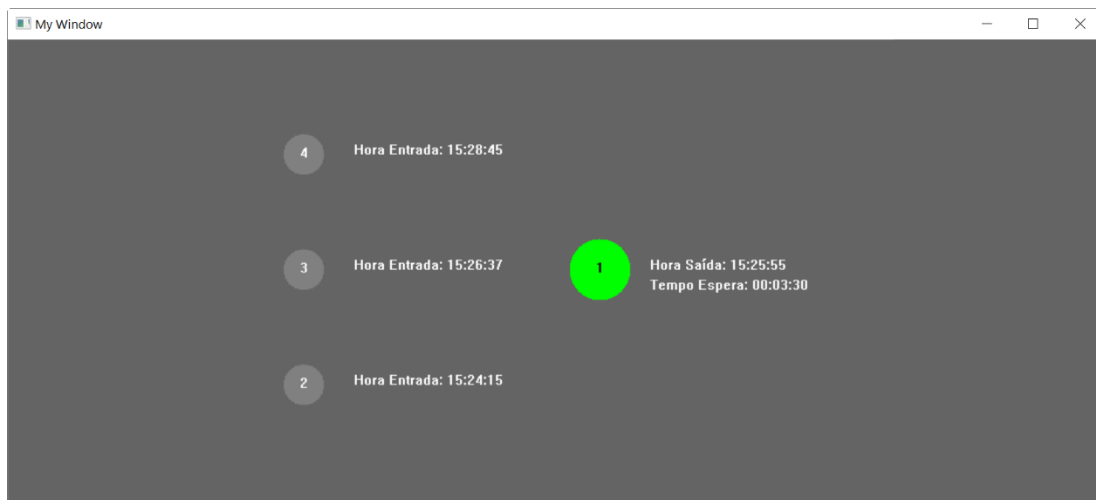 My Window
4 Hora Entrada: 15:28:45
3 Hora Entrada: 15:26:37
1 Hora Saída: 15:25:55
Tempo Espera: 00:03:30
2 Hora Entrada: 15:24:15